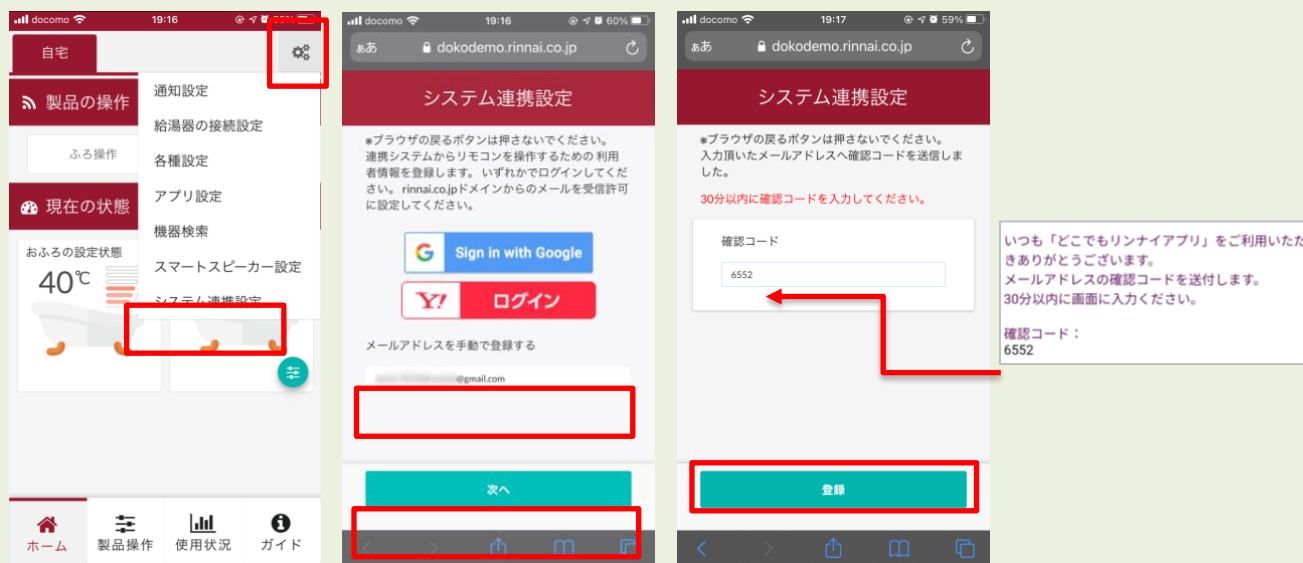 docomo 19:16
自宅
製品の操作
ふろ操作
現在の状態
おふろの設定状態
40℃
通知設定
給湯器の接続設定
各種設定
アプリ設定
機器検索
スマートスピーカー設定
システム連携設定
ホーム
製品操作
使用状況
ガイド
docomo 19:16 60%
ぁあ dokodemo.rinnai.co.jp
システム連携設定
※ブラウザの戻るボタンは押さないでください。
連携システムからリモコンを操作するための 利用
者情報を登録します。 いずれかでログインしてくだ
さい。 rinnai.co.jpドメインからのメールを受信許可
に設定してください。
G Sign in with Google
Y! ログイン
メールアドレスを手動で登録する
@gmail.com
次へ
docomo 19:17 59%
ぁあ dokodemo.rinnai.co.jp
システム連携設定
※ブラウザの戻るボタンは押さないでください。
入力頂いたメールアドレスへ確認コードを送信しま
した。
30分以内に確認コードを入力してください。
確認コード
6552
登録
いつも「どこでもリンナイアプリ」をご利用いただ
きありがとうございます。
メールアドレスの確認コードを送付します。
30分以内に画面に入力ください。
確認コード：
6552